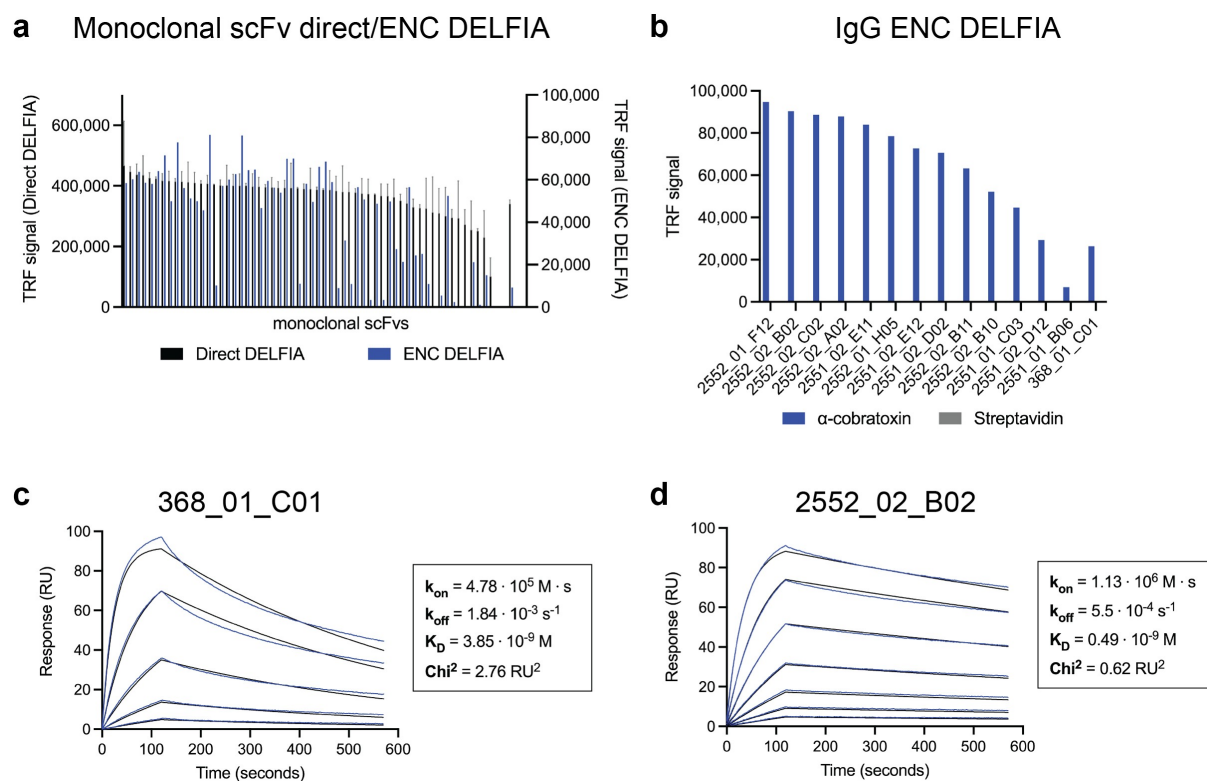 a
Monoclonal scFv direct/ENC DELFIA
TRF signal (Direct DELFIA)
600,000
400,000
200,000
0
100,000
80,000
60,000
40,000
20,000
0
TRF signal (ENC DELFIA)
monoclonal scFvs
Direct DELFIA
ENC DELFIA
b
IgG ENC DELFIA
TRF signal
100,000
80,000
60,000
40,000
20,000
0
2552_01_F12
2552_02_B02
2552_02_C02
2552_02_A02
2551_02_E11
2552_01_H05
2551_02_E12
2551_02_D02
2552_02_B11
2552_02_B10
2551_01_C03
2551_02_D12
2551_01_B06
368_01_C01
α-cobratoxin
Streptavidin
c
368_01_C01
Response (RU)
100
80
60
40
20
0
0 100 200 300 400 500 600
Time (seconds)
kon = 4.78 · 10⁵ M · s
koff = 1.84 · 10⁻³ s⁻¹
KD = 3.85 · 10⁻⁹ M
Chi² = 2.76 RU²
d
2552_02_B02
Response (RU)
100
80
60
40
20
0
0 100 200 300 400 500 600
Time (seconds)
kon = 1.13 · 10⁶ M · s
koff = 5.5 · 10⁻⁴ s⁻¹
KD = 0.49 · 10⁻⁹ M
Chi² = 0.62 RU²